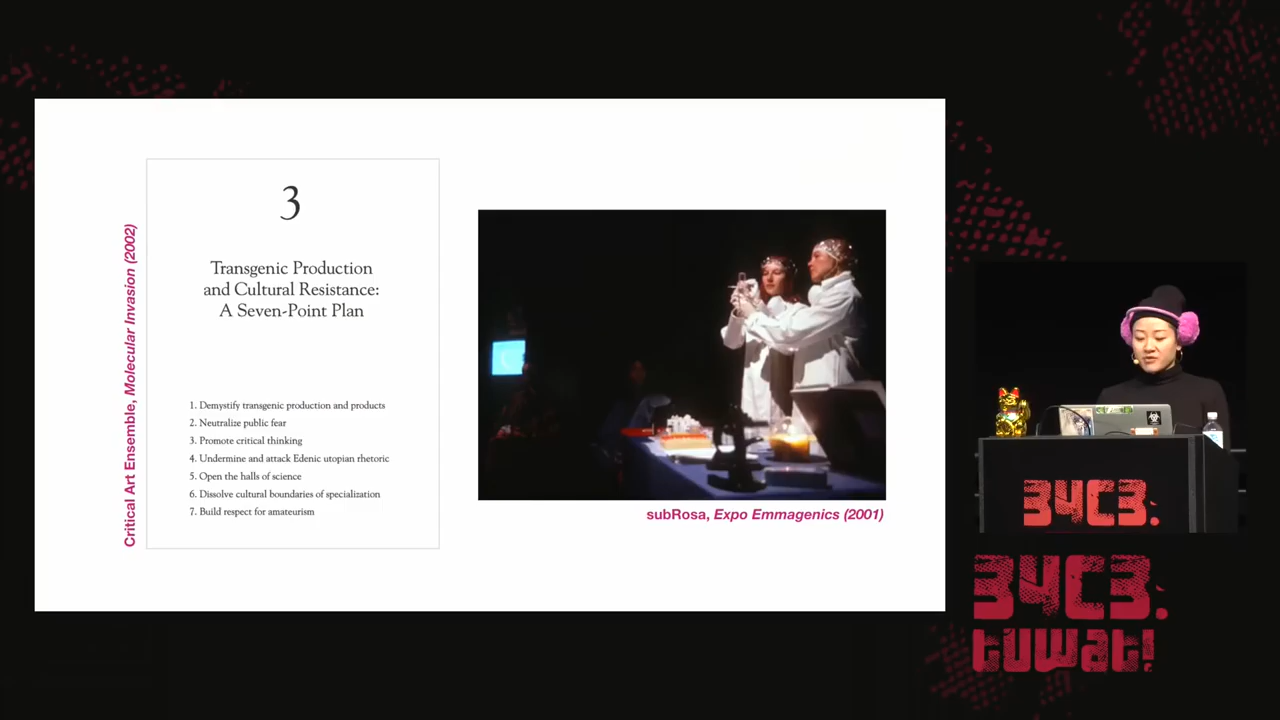 Critical Art Ensemble, Molecular Invasion (2002)
3
Transgenic Production
and Cultural Resistance:
A Seven-Point Plan
1. Demystify transgenic production and products
2. Neutralize public fear
3. Promote critical thinking
4. Undermine and attack Edenic utopian rhetoric
5. Open the halls of science
6. Dissolve cultural boundaries of specialization
7. Build respect for amateurism
subRosa, Expo Emmagenics (2001)
34C3.
34C3.
tuwat!